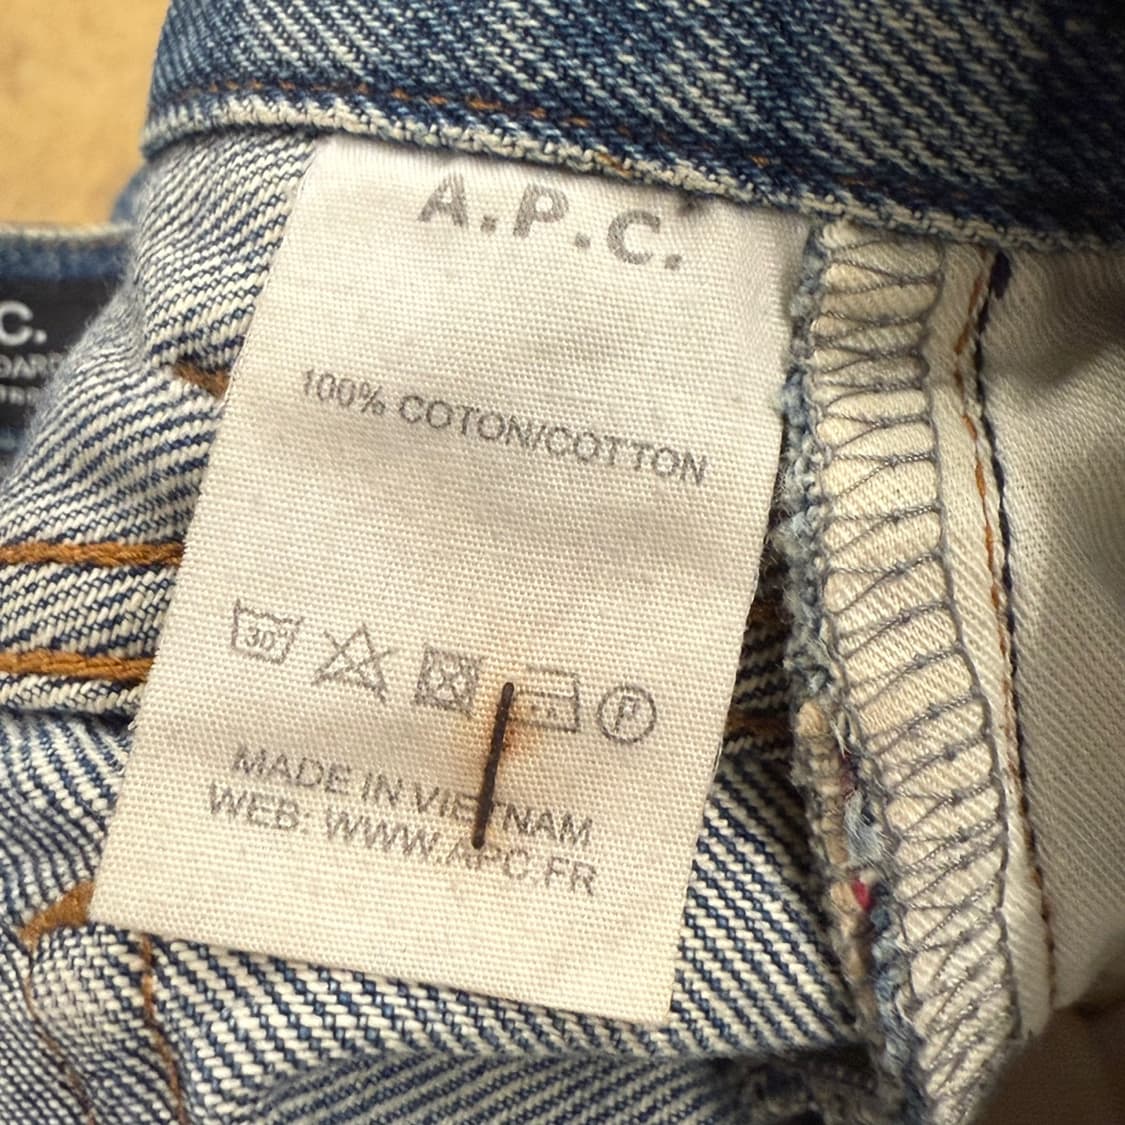 A.P.C.
100% COTON/COTTON
30°
P
MADE IN VIETNAM
WEB: WWW.APC.FR
C.